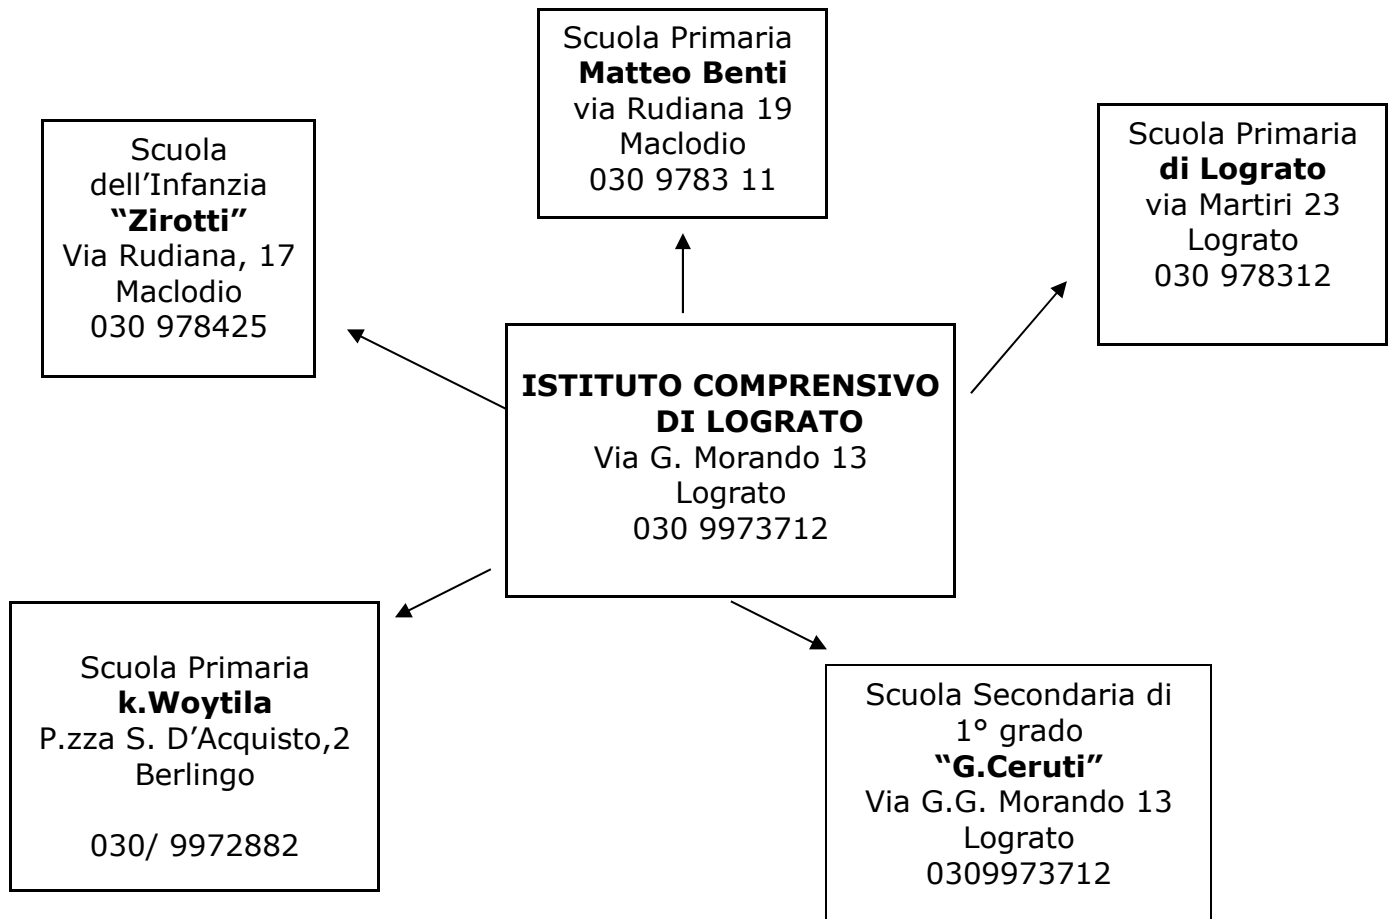 Scuola Primaria
Matteo Benti
via Rudiana 19
Maclodio
030 9783 11
Scuola
dell’Infanzia
“Zirotti”
Via Rudiana, 17
Maclodio
030 978425
Scuola Primaria
di Lograto
via Martiri 23
Lograto
030 978312
ISTITUTO COMPRENSIVO
DI LOGRATO
Via G. Morando 13
Lograto
030 9973712
Scuola Primaria
k.Woytila
P.zza S. D’Acquisto,2
Berlingo
030/ 9972882
Scuola Secondaria di
1° grado
“G.Ceruti”
Via G.G. Morando 13
Lograto
0309973712